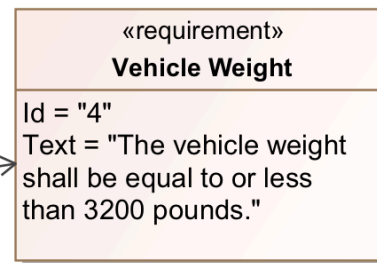 «requirement»
Vehicle Weight
Id = "4"
Text = "The vehicle weight
shall be equal to or less
than 3200 pounds."